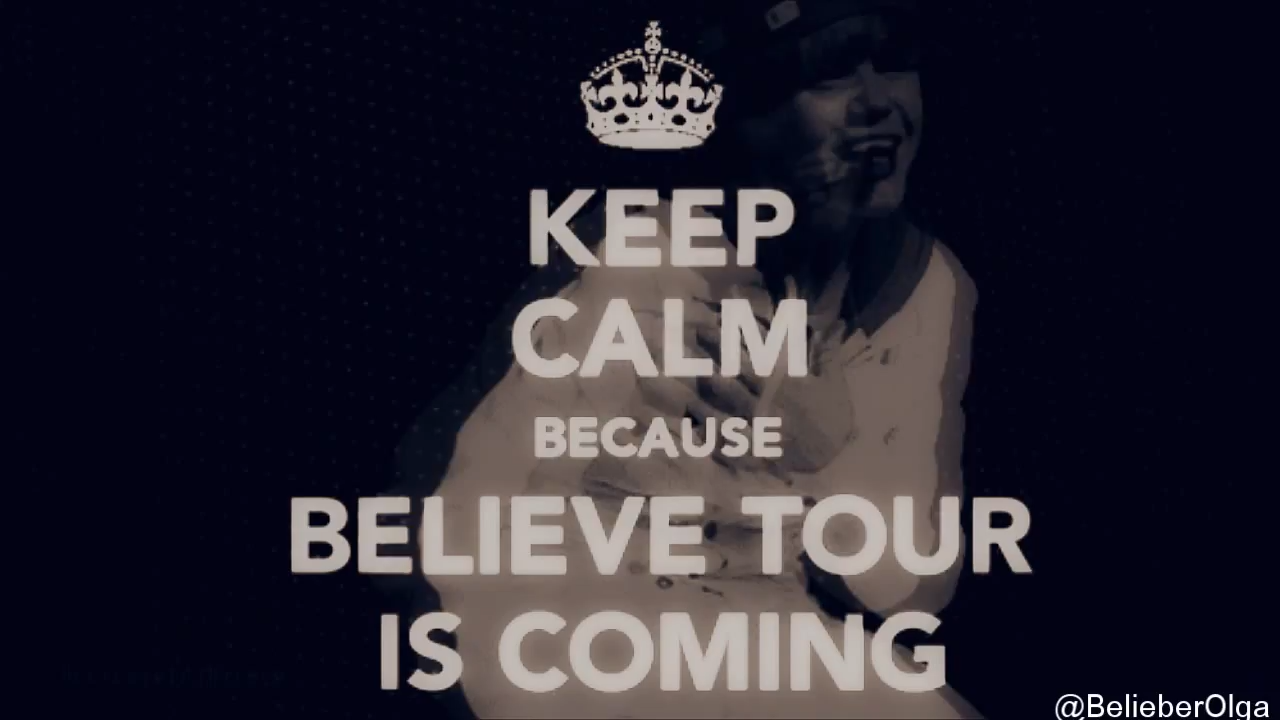 KEEP
CALM
BECAUSE
BELIEVE TOUR
IS COMING
@BelieberOlga